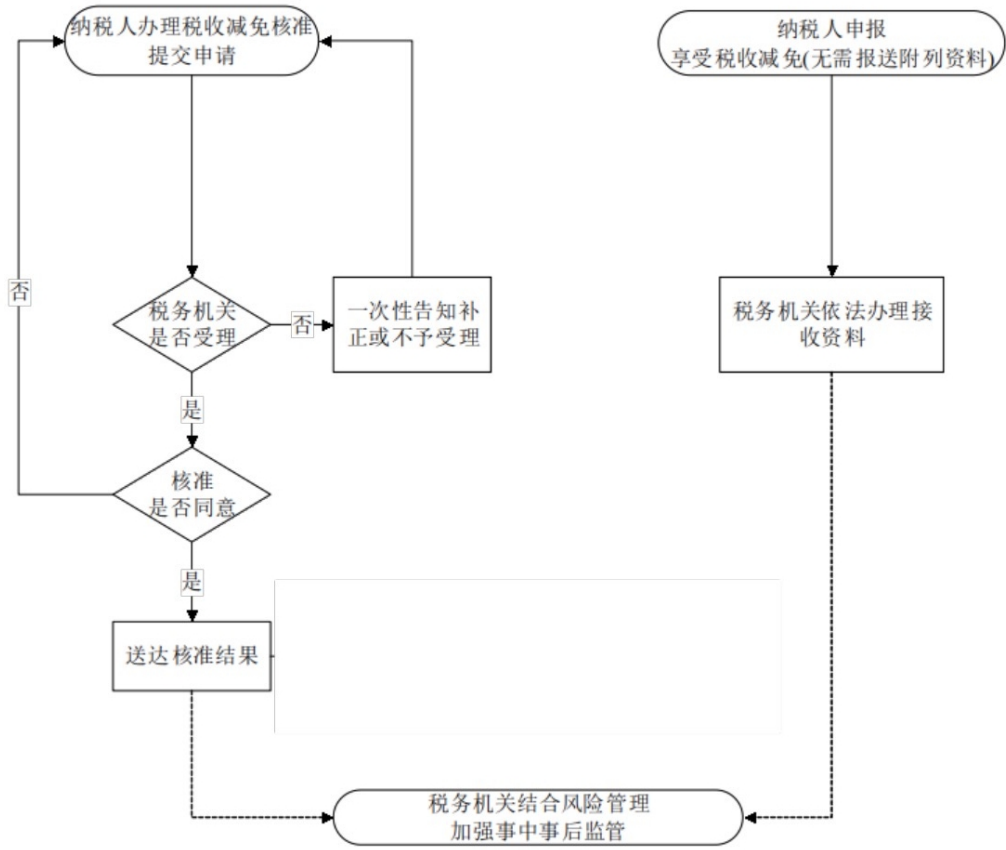 纳税人办理税收减免核准
提交申请
纳税人申报
享受税收减免(无需报送附列资料)
否
税务机关
是否受理
否
一次性告知补
正或不予受理
税务机关依法办理接
收资料
是
核准
是否同意
是
送达核准结果
税务机关结合风险管理
加强事中事后监管